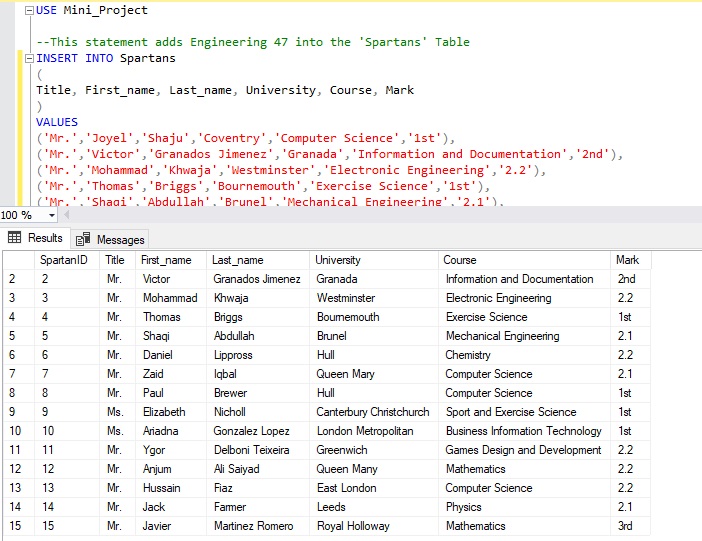 USE Mini_Project
--This statement adds Engineering 47 into the 'Spartans' Table
INSERT INTO Spartans
(
Title, First_name, Last_name, University, Course, Mark
)
VALUES
('Mr.','Joyel','Shaju','Coventry','Computer Science','1st'),
('Mr.','Victor','Granados Jimenez','Granada','Information and Documentation','2nd'),
('Mr.','Mohammad','Khwaja','Westminster','Electronic Engineering','2.2'),
('Mr.','Thomas','Briggs','Bournemouth','Exercise Science','1st'),
('Mr.','Shaqi','Abdullah','Brunel','Mechanical Engineering','2.1'),
100 %
Results Messages
SpartanID Title First_name Last_name University Course Mark
2 2 Mr. Victor Granados Jimenez Granada Information and Documentation 2nd
3 3 Mr. Mohammad Khwaja Westminster Electronic Engineering 2.2
4 4 Mr. Thomas Briggs Bournemouth Exercise Science 1st
5 5 Mr. Shaqi Abdullah Brunel Mechanical Engineering 2.1
6 6 Mr. Daniel Lippross Hull Chemistry 2.2
7 7 Mr. Zaid Iqbal Queen Mary Computer Science 2.1
8 8 Mr. Paul Brewer Hull Computer Science 1st
9 9 Ms. Elizabeth Nicholl Canterbury Christchurch Sport and Exercise Science 1st
10 10 Ms. Ariadna Gonzalez Lopez London Metropolitan Business Information Technology 1st
11 11 Mr. Ygor Delboni Teixeira Greenwich Games Design and Development 2.2
12 12 Mr. Anjum Ali Saiyad Queen Many Mathematics 2.2
13 13 Mr. Hussain Fiaz East London Computer Science 2.2
14 14 Mr. Jack Farmer Leeds Physics 2.1
15 15 Mr. Javier Martinez Romero Royal Holloway Mathematics 3rd